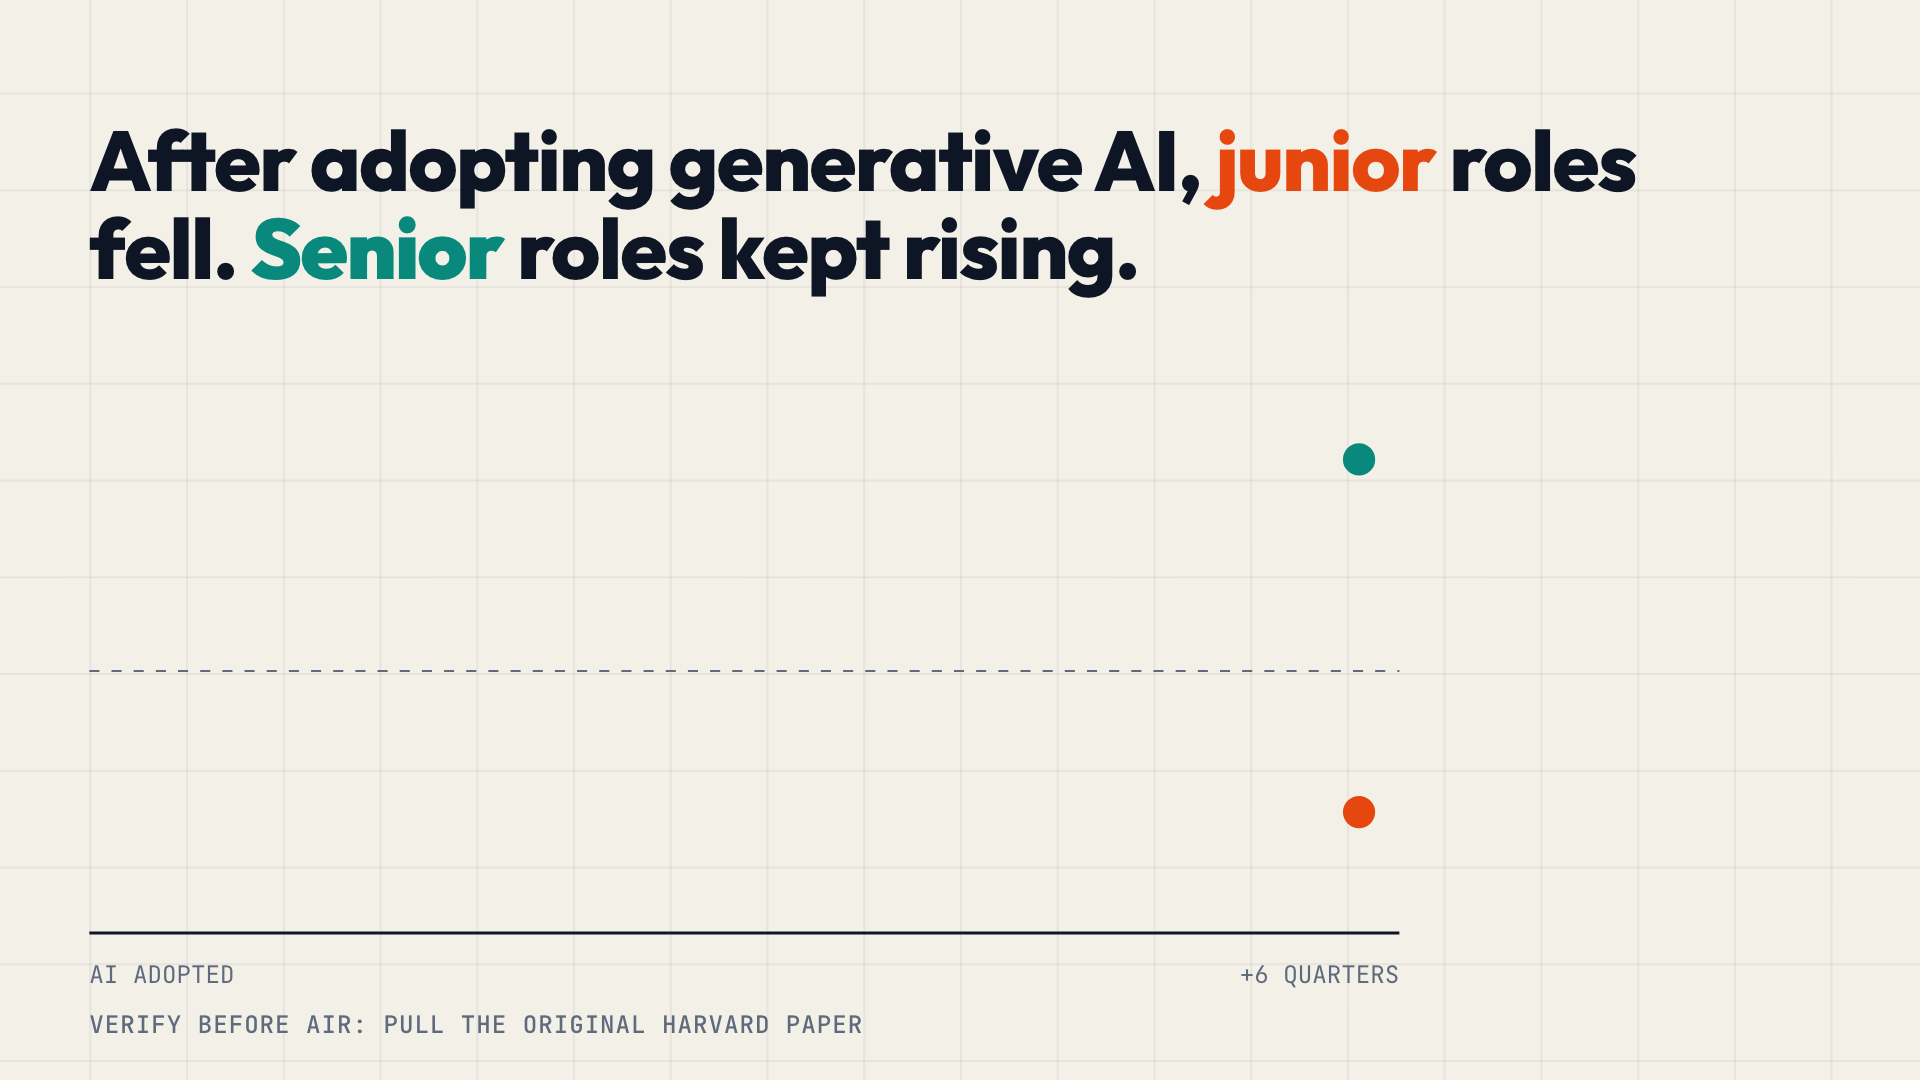 After adopting generative AI, junior roles
fell. Senior roles kept rising.
AI ADOPTED
+6 QUARTERS
VERIFY BEFORE AIR: PULL THE ORIGINAL HARVARD PAPER